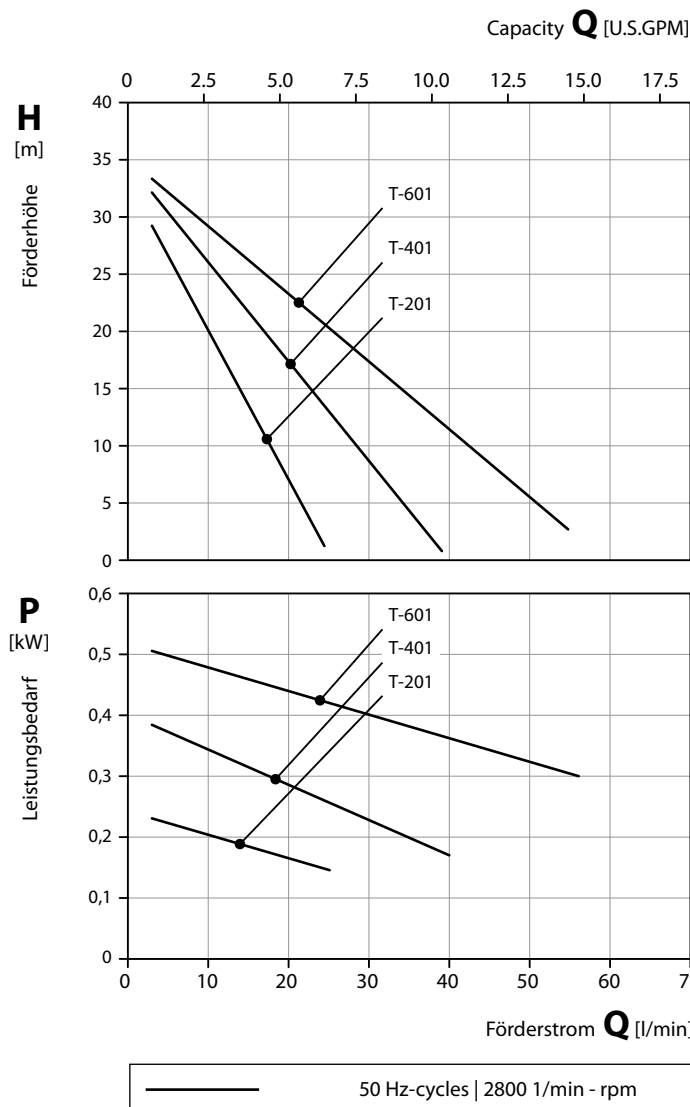 Capacity Q [U.S.GPM]
0 2.5 5.0 7.5 10.0 12.5 15.0 17.5
H
[m]
Förderhöhe
40
35
30
25
20
15
10
5
0
T-601
T-401
T-201
P
[kW]
Leistungsbedarf
0,6
0,5
0,4
0,3
0,2
0,1
0
T-601
T-401
T-201
0 10 20 30 40 50 60
Förderstrom Q [l/min]
50 Hz-cycles | 2800 1/min - rpm